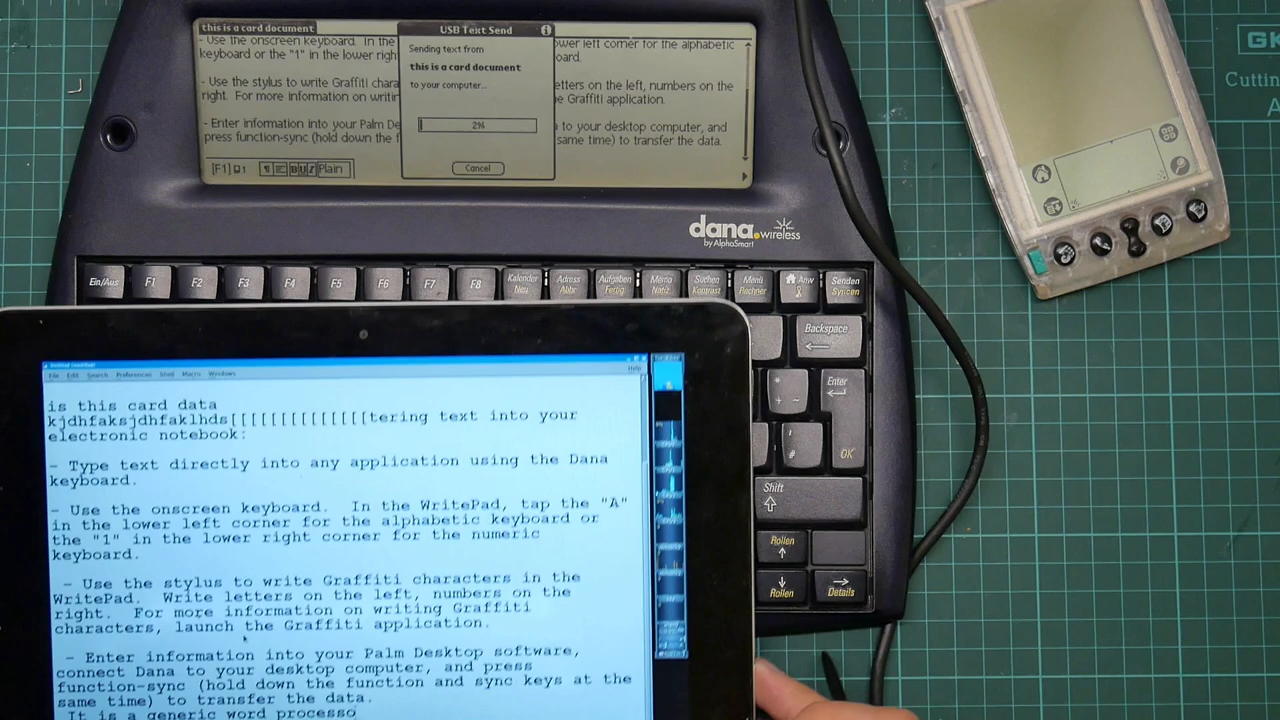 this is a card document
- Use the onscreen keyboard. In the
keyboard or the "1" in the lower righ
- Use the stylus to write Graffiti chara
right. For more information on writin
- Enter information into your Palm De
press function-sync (hold down the f
ower left corner for the alphabetic
oard.
etters on the left, numbers on the
e Graffiti application.
to your desktop computer, and
same time) to transfer the data.
USB Text Send
Sending text from
this is a card document
to your computer...
2%
Cancel
[F1] 1 B U I Plain
dana wireless
by AlphaSmart
GK
Cutting
A
Ein/Aus F1 F2 F3 F4 F5 F6 F7 F8 Kalender Adress Aufgaben Memo Suchen Menü Anw Senden
Neu Abbr Fertig Notiz Kontrast Rechner Syncen
Backspace
* + ~
Enter
' #
OK
Shift
Rollen
Rollen
Details
File Edit Search Preferences Shell Macro Windows Help
is this card data
kjdhfaksjdhfaklhds[[[[[[[[[[[[[[tering text into your
electronic notebook:
- Type text directly into any application using the Dana
keyboard.
- Use the onscreen keyboard. In the WritePad, tap the "A"
in the lower left corner for the alphabetic keyboard or
the "1" in the lower right corner for the numeric
keyboard.
- Use the stylus to write Graffiti characters in the
WritePad. Write letters on the left, numbers on the
right. For more information on writing Graffiti
characters, launch the Graffiti application.
- Enter information into your Palm Desktop software,
connect Dana to your desktop computer, and press
function-sync (hold down the function and sync keys at the
same time) to transfer the data.
It is a generic word processo